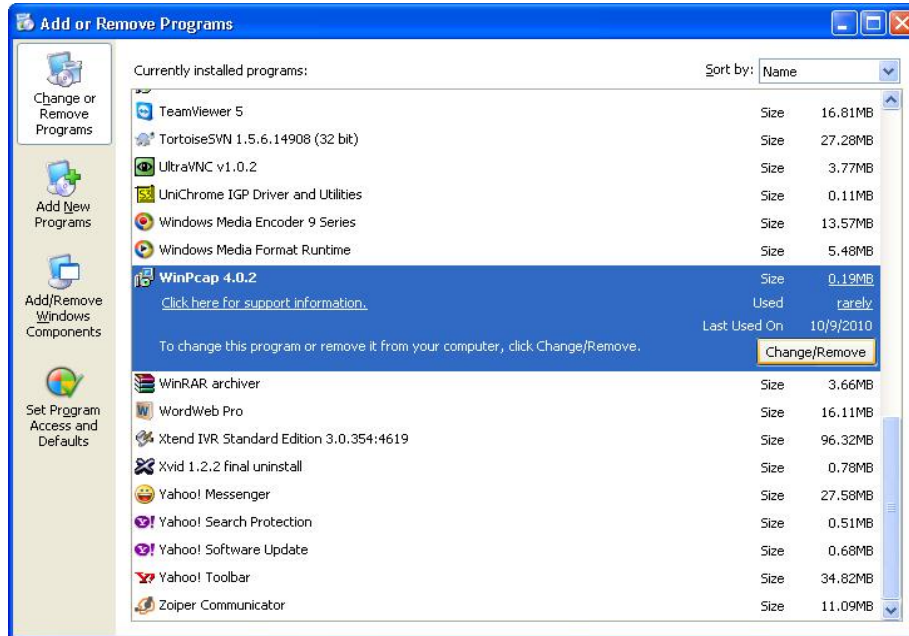 Add or Remove Programs
Change or
Remove
Programs
Add New
Programs
Add/Remove
Windows
Components
Set Program
Access and
Defaults
Currently installed programs: Sort by: Name
TeamViewer 5 Size 16.81MB
TortoiseSVN 1.5.6.14908 (32 bit) Size 27.28MB
UltraVNC v1.0.2 Size 3.77MB
UniChrome IGP Driver and Utilities Size 0.11MB
Windows Media Encoder 9 Series Size 13.57MB
Windows Media Format Runtime Size 5.48MB
WinPcap 4.0.2 Size 0.19MB
Click here for support information. Used rarely
Last Used On 10/9/2010
To change this program or remove it from your computer, click Change/Remove. Change/Remove
WinRAR archiver Size 3.66MB
WordWeb Pro Size 16.11MB
Xtend IVR Standard Edition 3.0.354:4619 Size 96.32MB
Xvid 1.2.2 final uninstall Size 0.78MB
Yahoo! Messenger Size 27.58MB
Yahoo! Search Protection Size 0.51MB
Yahoo! Software Update Size 0.68MB
Yahoo! Toolbar Size 34.82MB
Zoiper Communicator Size 11.09MB